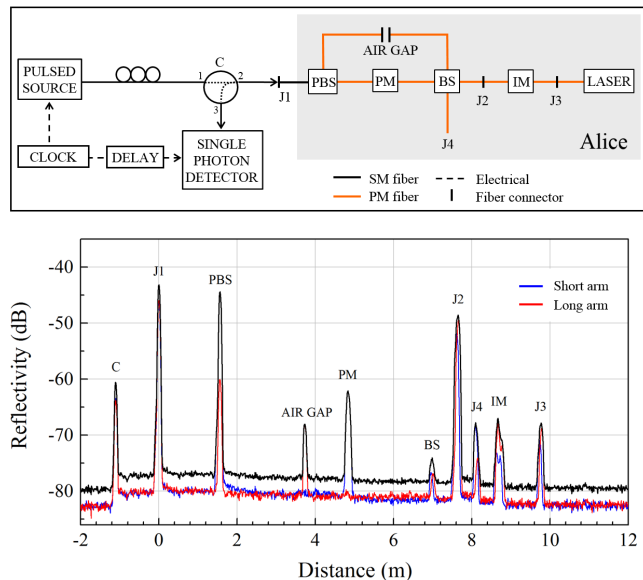 C
AIR GAP
PULSED
SOURCE
1
2
3
J1
PBS
PM
BS
J2
IM
J3
LASER
J4
Alice
CLOCK
DELAY
SINGLE
PHOTON
DETECTOR
SM fiber
Electrical
PM fiber
Fiber connector
-40
-50
-60
-70
-80
Reflectivity (dB)
C
J1
PBS
AIR GAP
PM
BS
J2
J4
IM
J3
Short arm
Long arm
-2
0
2
4
6
8
10
12
Distance (m)